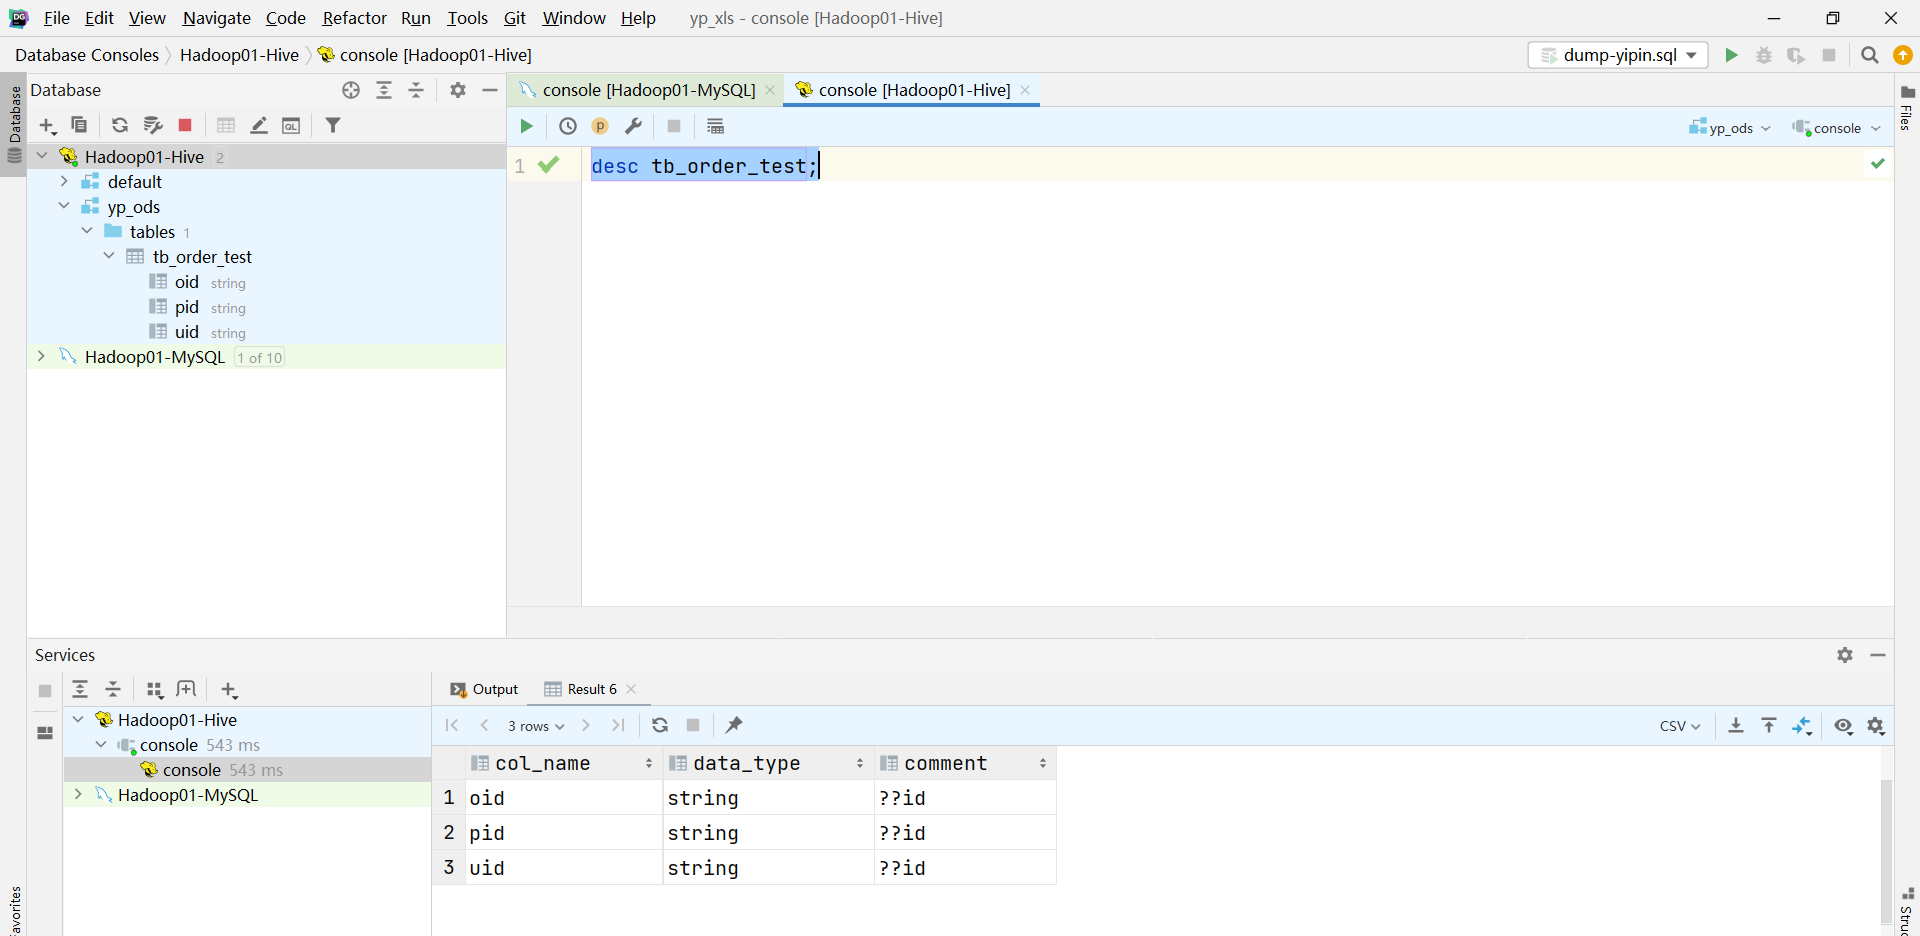 File Edit View Navigate Code Refactor Run Tools Git Window Help yp_xls - console [Hadoop01-Hive]
Database Consoles Hadoop01-Hive console [Hadoop01-Hive] dump-yipin.sql
Database
Database
console [Hadoop01-MySQL]
console [Hadoop01-Hive]
Files
yp_ods console
Hadoop01-Hive 2
default
yp_ods
tables 1
tb_order_test
oid string
pid string
uid string
Hadoop01-MySQL 1 of 10
1 desc tb_order_test;
Services
Hadoop01-Hive
console 543 ms
console 543 ms
Hadoop01-MySQL
Output Result 6
3 rows CSV
col_name data_type comment
1 oid string ??id
2 pid string ??id
3 uid string ??id